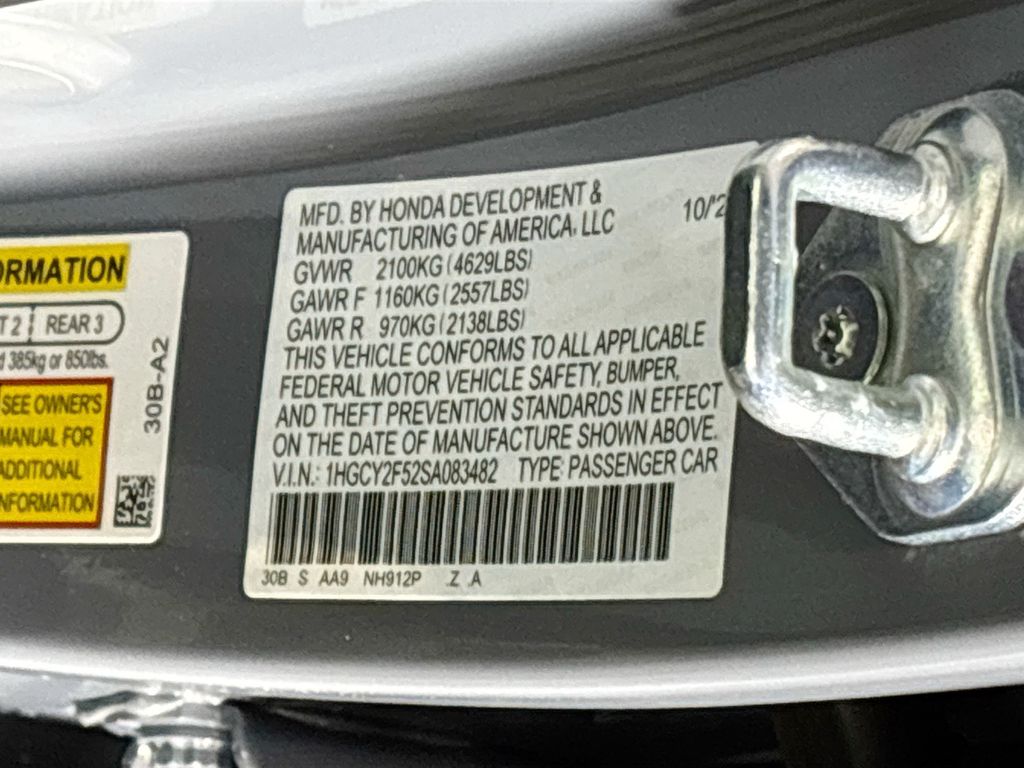 ORMATION
T 2 REAR 3
d 385kg or 850lbs.
SEE OWNER'S
MANUAL FOR
ADDITIONAL
NFORMATION
30B-A2
MFD. BY HONDA DEVELOPMENT &
MANUFACTURING OF AMERICA, LLC 10/'2
GVWR 2100KG (4629LBS)
GAWR F 1160KG (2557LBS)
GAWR R 970KG (2138LBS)
THIS VEHICLE CONFORMS TO ALL APPLICABLE
FEDERAL MOTOR VEHICLE SAFETY, BUMPER,
AND THEFT PREVENTION STANDARDS IN EFFECT
ON THE DATE OF MANUFACTURE SHOWN ABOVE.
V.I.N.: 1HGCY2F52SA083482 TYPE: PASSENGER CAR
30B S AA9 NH912P .Z .A